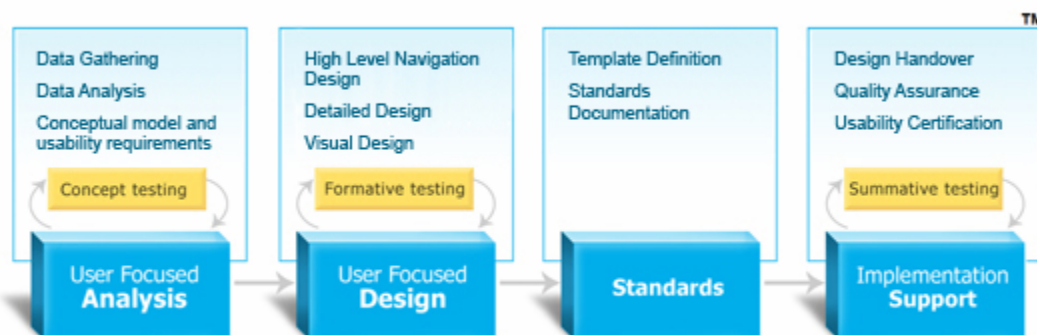 TM
Data Gathering
Data Analysis
Conceptual model and
usability requirements
Concept testing
User Focused
Analysis
High Level Navigation
Design
Detailed Design
Visual Design
Formative testing
User Focused
Design
Template Definition
Standards
Documentation
Standards
Design Handover
Quality Assurance
Usability Certification
Summative testing
Implementation
Support